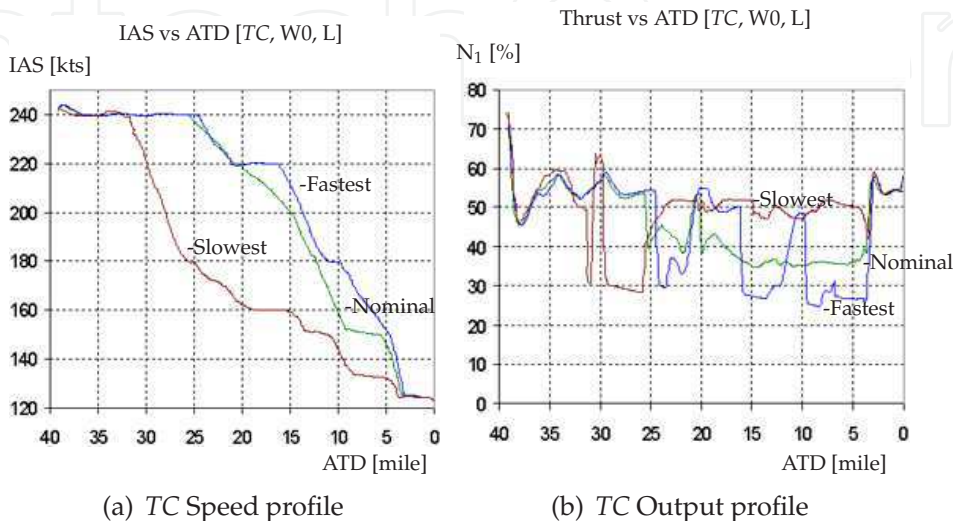 IAS vs ATD [TC, W0, L]
IAS [kts]
240
220
200
180
160
140
120
40 35 30 25 20 15 10 5 0
ATD [mile]
-Fastest
-Slowest
-Nominal
(a) TC Speed profile
Thrust vs ATD [TC, W0, L]
N1 [%]
80
70
60
50
40
30
20
10
0
40 35 30 25 20 15 10 5 0
ATD [mile]
-Slowest
-Nominal
-Fastest
(b) TC Output profile